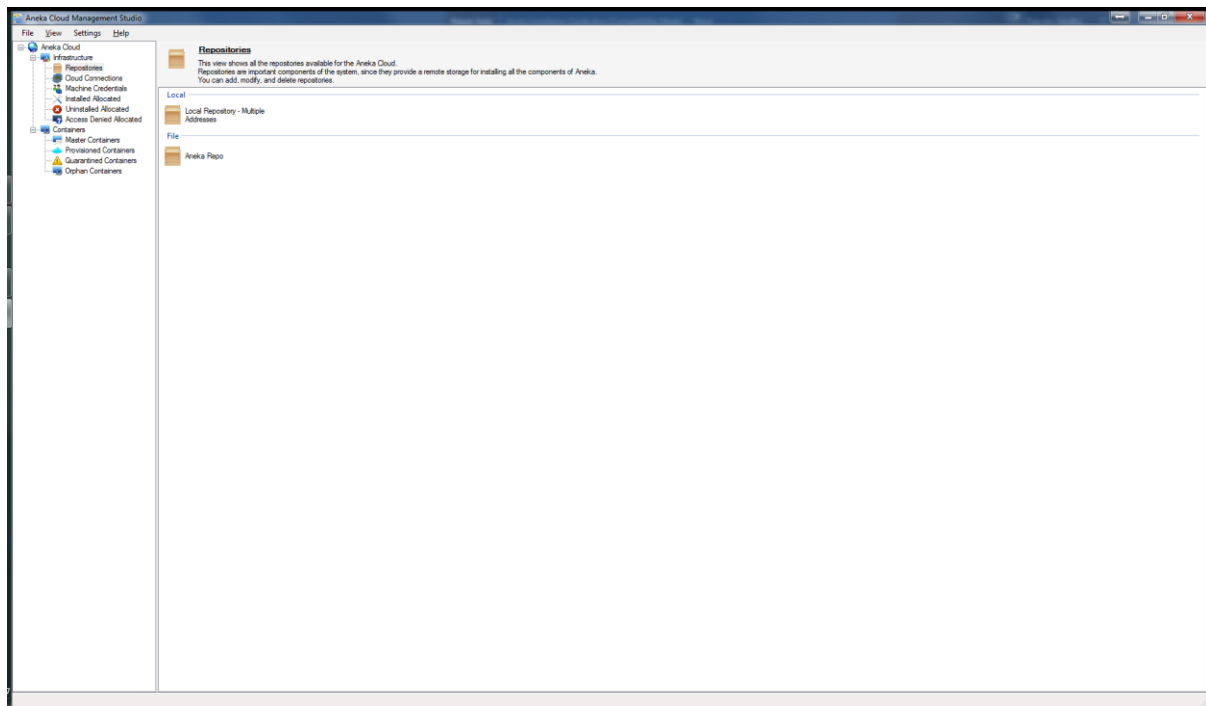 Aneka Cloud Management Studio
File View Settings Help
Aneka Cloud
Infrastructure
Repositories
Cloud Connections
Machine Credentials
Installed Allocated
Uninstalled Allocated
Access Denied Allocated
Containers
Master Containers
Provisioned Containers
Quarantined Containers
Orphan Containers
Repositories
This view shows all the repostories available for the Aneka Cloud.
Repositories are important components of the system, since they provide a remote storage for installing all the components of Aneka.
You can add, modify, and delete repositories.
Local
Local Repository - Multiple
Addresses
File
Aneka Repo
7